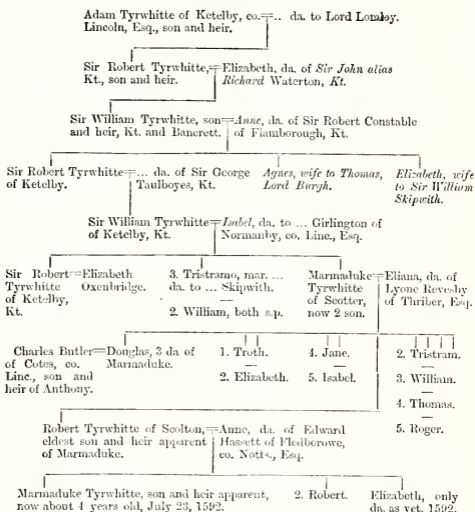 Adam Tyrwhitte of Ketelby, co. = .. da. to Lord Lomley.
Lincoln, Esq., son and heir.
Sir Robert Tyrwhitte, = Elizabeth, da. of Sir John alias
Kt., son and heir. Richard Waterton, Kt.
Sir William Tyrwhitte, son = Anne, da. of Sir Robert Constable
and heir, Kt. and Banerett. of Flamborough, Kt.
Sir Robert Tyrwhitte = ... da. of Sir George
of Ketelby. Taulboyes, Kt.
Agnes, wife to Thomas,
Lord Burgh.
Elizabeth, wife
to Sir William
Skipwith.
Sir William Tyrwhitte = Isabel, da. to ... Girlington of
of Ketelby, Kt. Normanby, co. Linc., Esq.
Sir Robert = Elizabeth
Tyrwhitte Oxenbridge.
of Ketelby,
Kt.
3. Tristramo, mar. ...
da. to ... Skipwith.
—
2. William, both s.p.
Marmaduke = Eliana, da. of
Tyrwhitte Lyone Revesby
of Scotter, of Thriber, Esq.
now 2 son.
Charles Butler = Douglas, 3 da of
of Cotes, co. Marmaduke.
Linc., son and
heir of Anthony.
1. Troth.
—
2. Elizabeth.
4. Jane.
—
5. Isabel.
2. Tristram.
—
3. William.
—
4. Thomas.
—
5. Roger.
Robert Tyrwhitte of Scolton, = Anne, da. of Edward
eldest son and heir apparent Hassett of Fledborowe,
of Marmaduke. co. Notts., Esq.
Marmaduke Tyrwhitte, son and heir apparent,
now about 4 years old, July 23, 1592.
2. Robert.
Elizabeth, only
da. as yet. 1592.